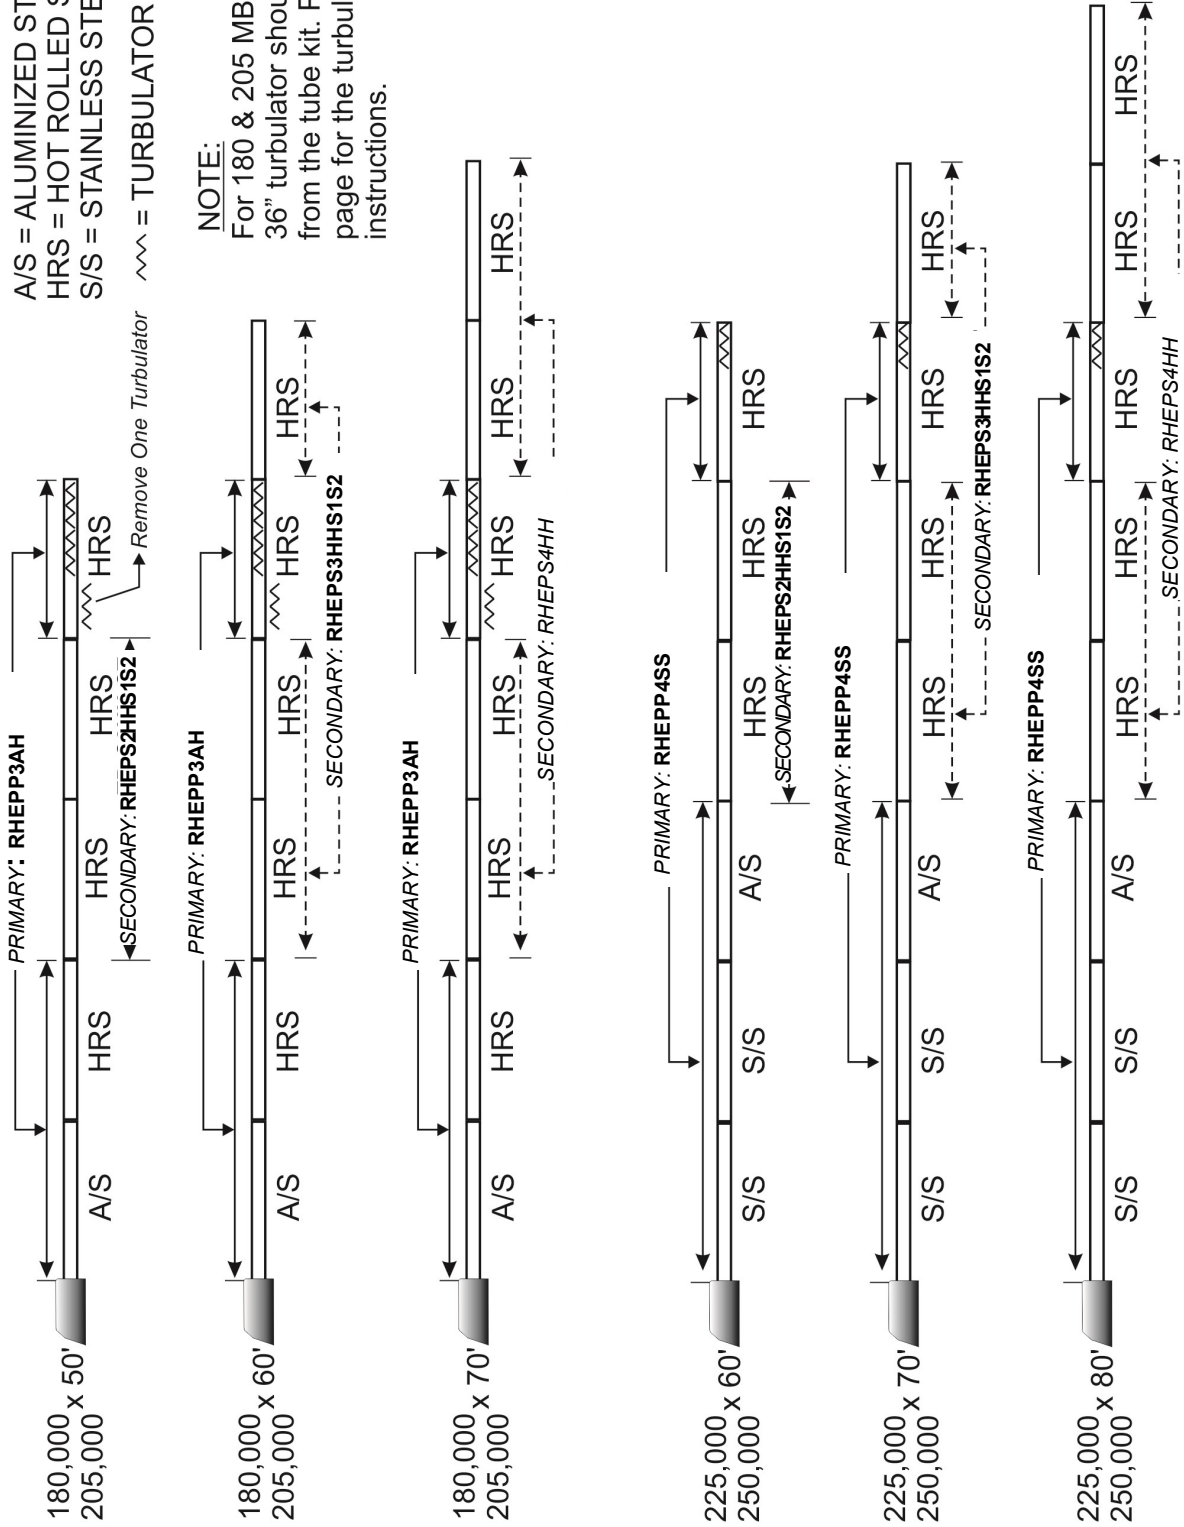 A/S = ALUMINIZED
HRS = HOT ROLLED
S/S = STAINLESS
= TURBULATOR
NOTE:
For 180 & 205
36” turbulator
from the tube kit.
page for the
instructions.
180,000
205,000
x 50'
PRIMARY: RHEPP3AH
A/S
HRS
HRS
HRS
HRS
SECONDARY: RHEPS2HHS1S2
Remove One Turbulator
180,000
205,000
x 60'
PRIMARY: RHEPP3AH
A/S
HRS
HRS
HRS
HRS
HRS
SECONDARY: RHEPS3HHS1S2
180,000
205,000
x 70'
PRIMARY: RHEPP3AH
A/S
HRS
HRS
HRS
HRS
HRS
HRS
SECONDARY: RHEPS4HH
225,000
250,000
x 60'
PRIMARY: RHEPP4SS
S/S
S/S
A/S
HRS
HRS
HRS
SECONDARY: RHEPS2HHS1S2
225,000
250,000
x 70'
PRIMARY: RHEPP4SS
S/S
S/S
A/S
HRS
HRS
HRS
HRS
SECONDARY: RHEPS3HHS1S2
225,000
250,000
x 80'
PRIMARY: RHEPP4SS
S/S
S/S
A/S
HRS
HRS
HRS
HRS
HRS
SECONDARY: RHEPS4HH